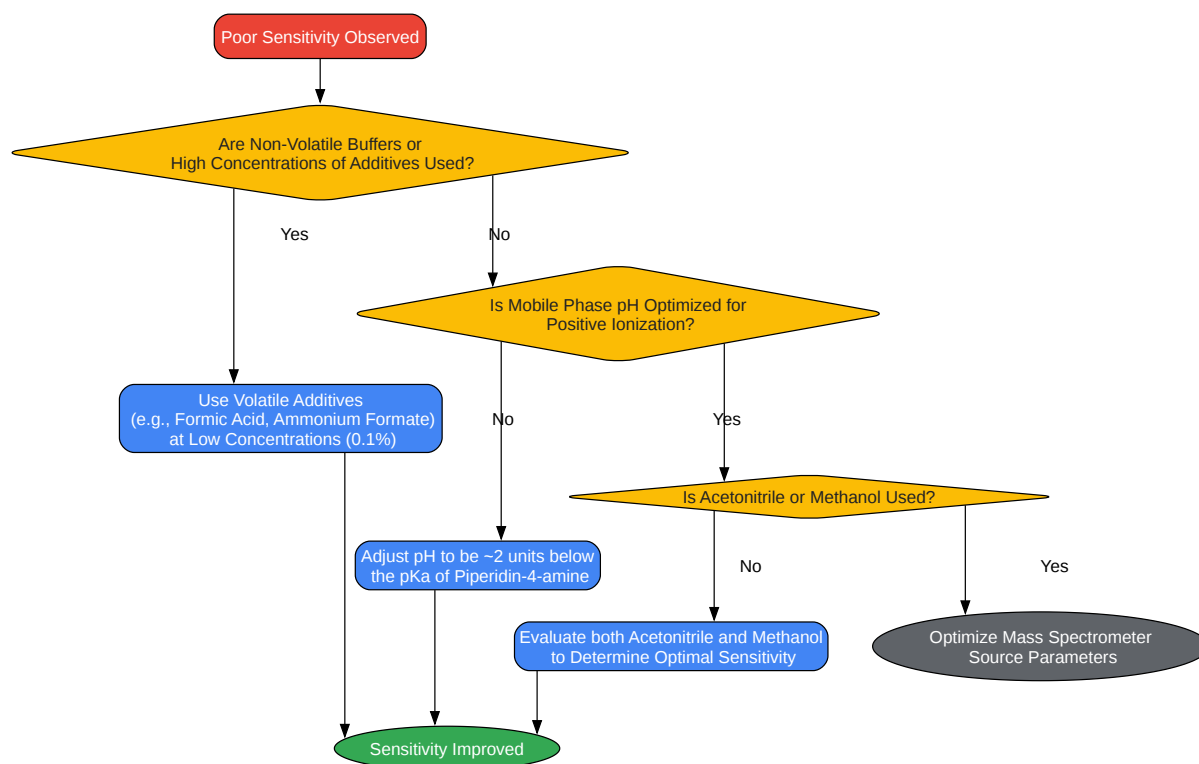 Poor Sensitivity Observed
Are Non-Volatile Buffers or
High Concentrations of Additives Used?
Yes
No
Is Mobile Phase pH Optimized for
Positive Ionization?
Use Volatile Additives
(e.g., Formic Acid, Ammonium Formate)
at Low Concentrations (0.1%)
No
Yes
Is Acetonitrile or Methanol Used?
Adjust pH to be ~2 units below
the pKa of Piperidin-4-amine
No
Yes
Evaluate both Acetonitrile and Methanol
to Determine Optimal Sensitivity
Optimize Mass Spectrometer
Source Parameters
Sensitivity Improved